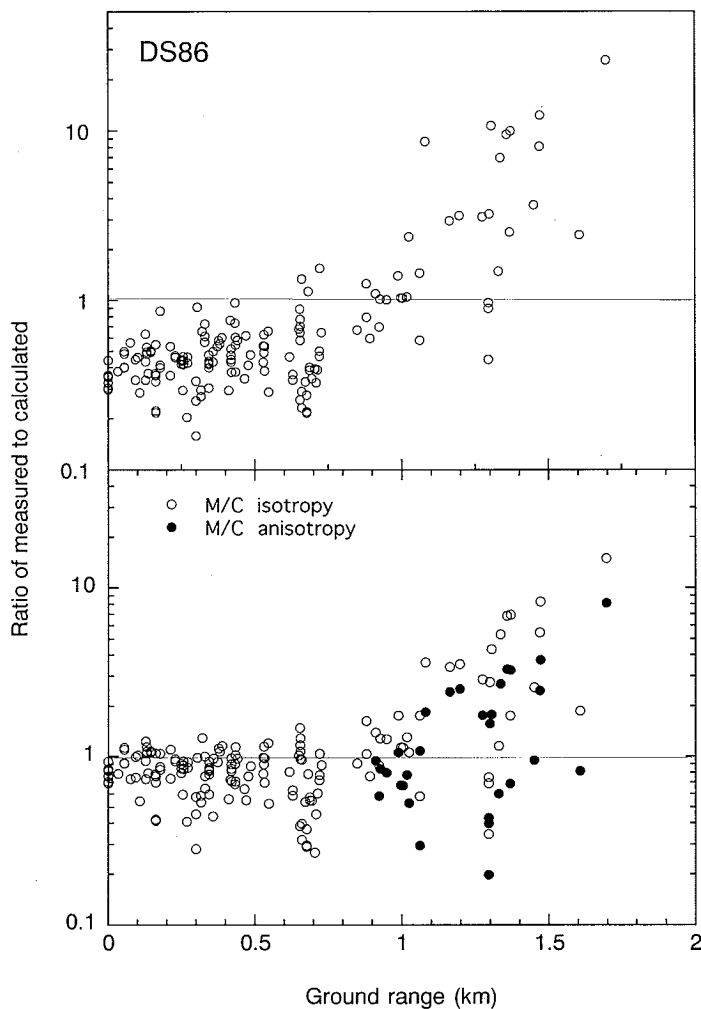 DS86
10
1
0.1
M/C isotropy
M/C anisotropy
10
1
0.1
0
0.5
1
1.5
2
Ratio of measured to calculated
Ground range (km)